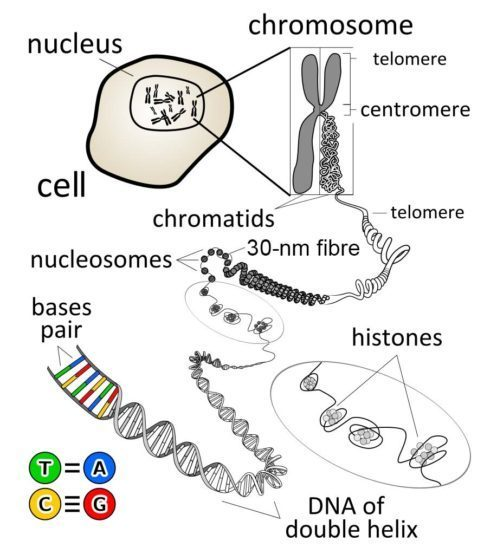 chromosome
nucleus
telomere
centromere
cell
chromatids
telomere
30-nm fibre
nucleosomes
bases
pair
histones
T = A
C ≡ G
DNA of
double helix